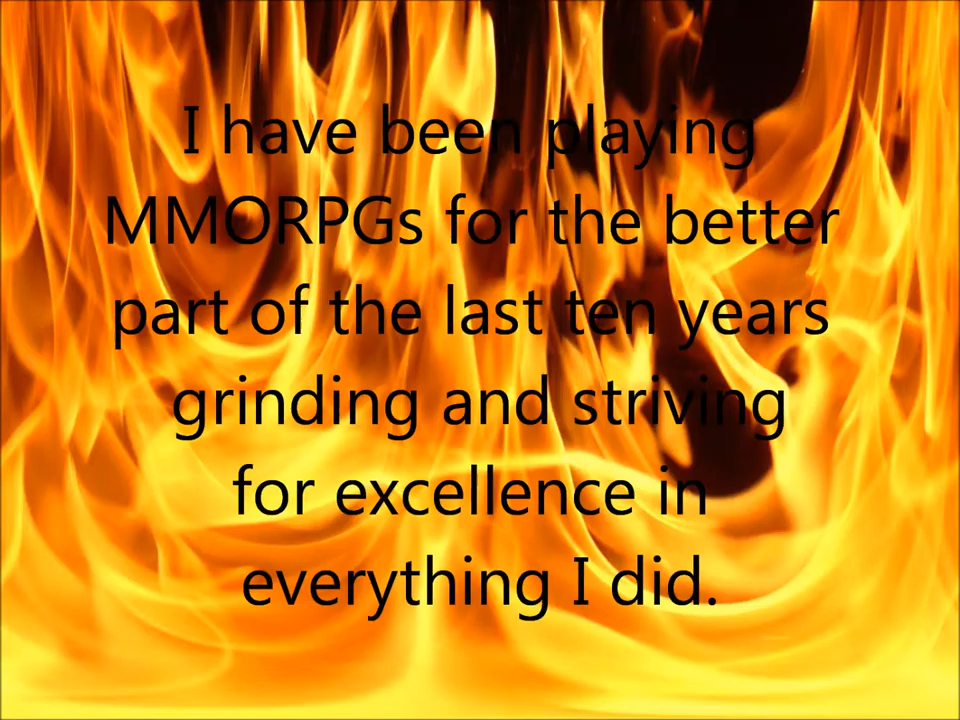 I have been playing
MMORPGs for the better
part of the last ten years
grinding and striving
for excellence in
everything I did.